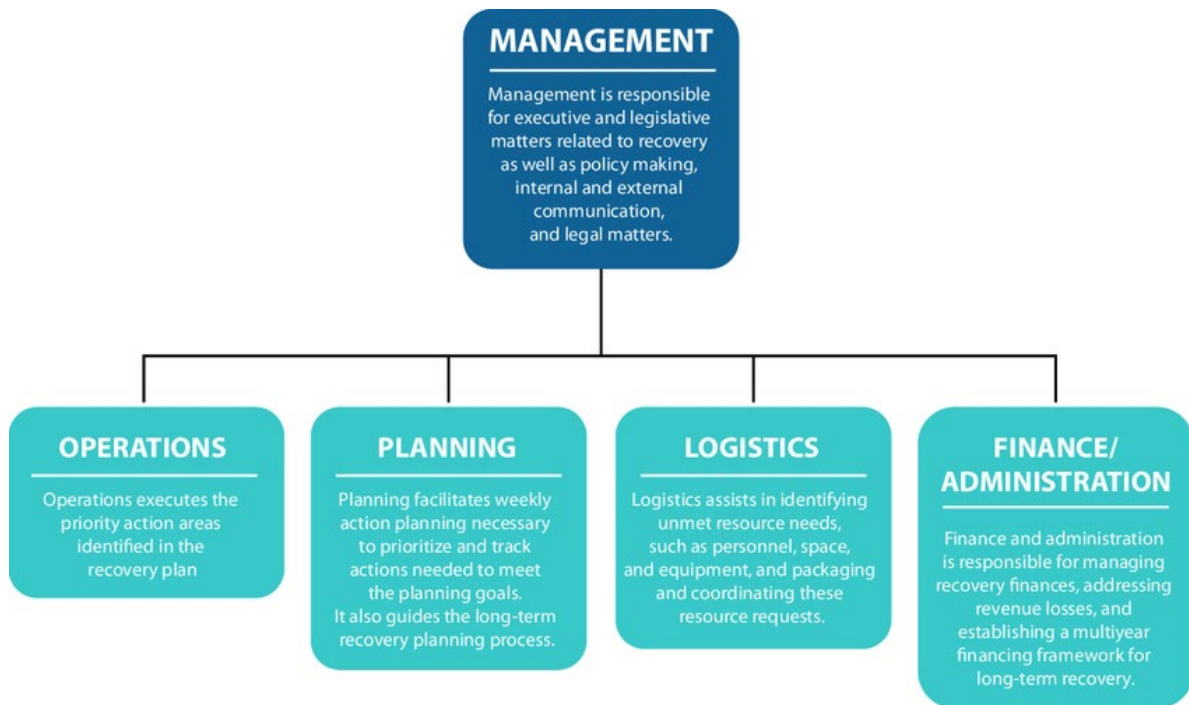 MANAGEMENT
Management is responsible
for executive and legislative
matters related to recovery
as well as policy making,
internal and external
communication,
and legal matters.
OPERATIONS
Operations executes the
priority action areas
identified in the
recovery plan
PLANNING
Planning facilitates weekly
action planning necessary
to prioritize and track
actions needed to meet
the planning goals.
It also guides the long-term
recovery planning process.
LOGISTICS
Logistics assists in identifying
unmet resource needs,
such as personnel, space,
and equipment, and packaging
and coordinating these
resource requests.
FINANCE/
ADMINISTRATION
Finance and administration
is responsible for managing
recovery finances, addressing
revenue losses, and
establishing a multiyear
financing framework for
long-term recovery.